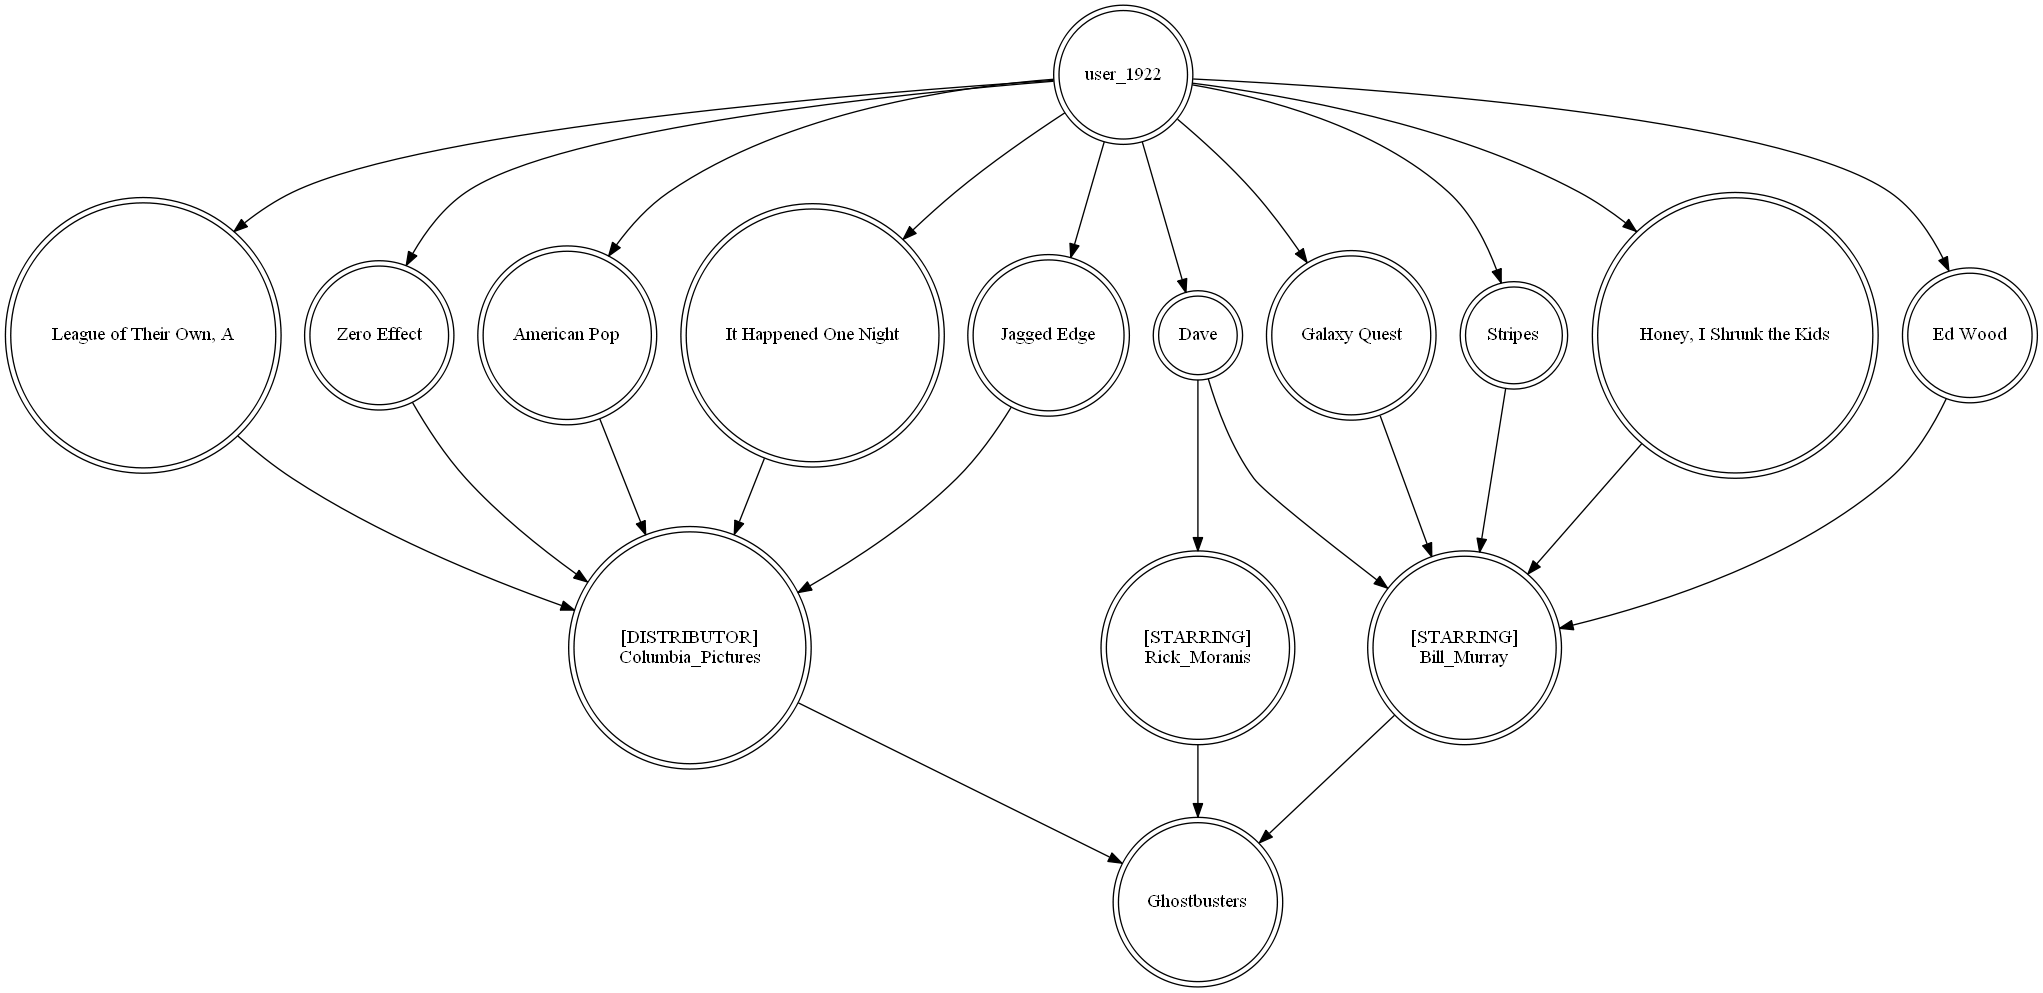 user_1922
League of Their Own, A
Zero Effect
American Pop
It Happened One Night
Jagged Edge
Dave
Galaxy Quest
Stripes
Honey, I Shrunk the Kids
Ed Wood
[DISTRIBUTOR]
Columbia_Pictures
[STARRING]
Rick_Moranis
[STARRING]
Bill_Murray
Ghostbusters